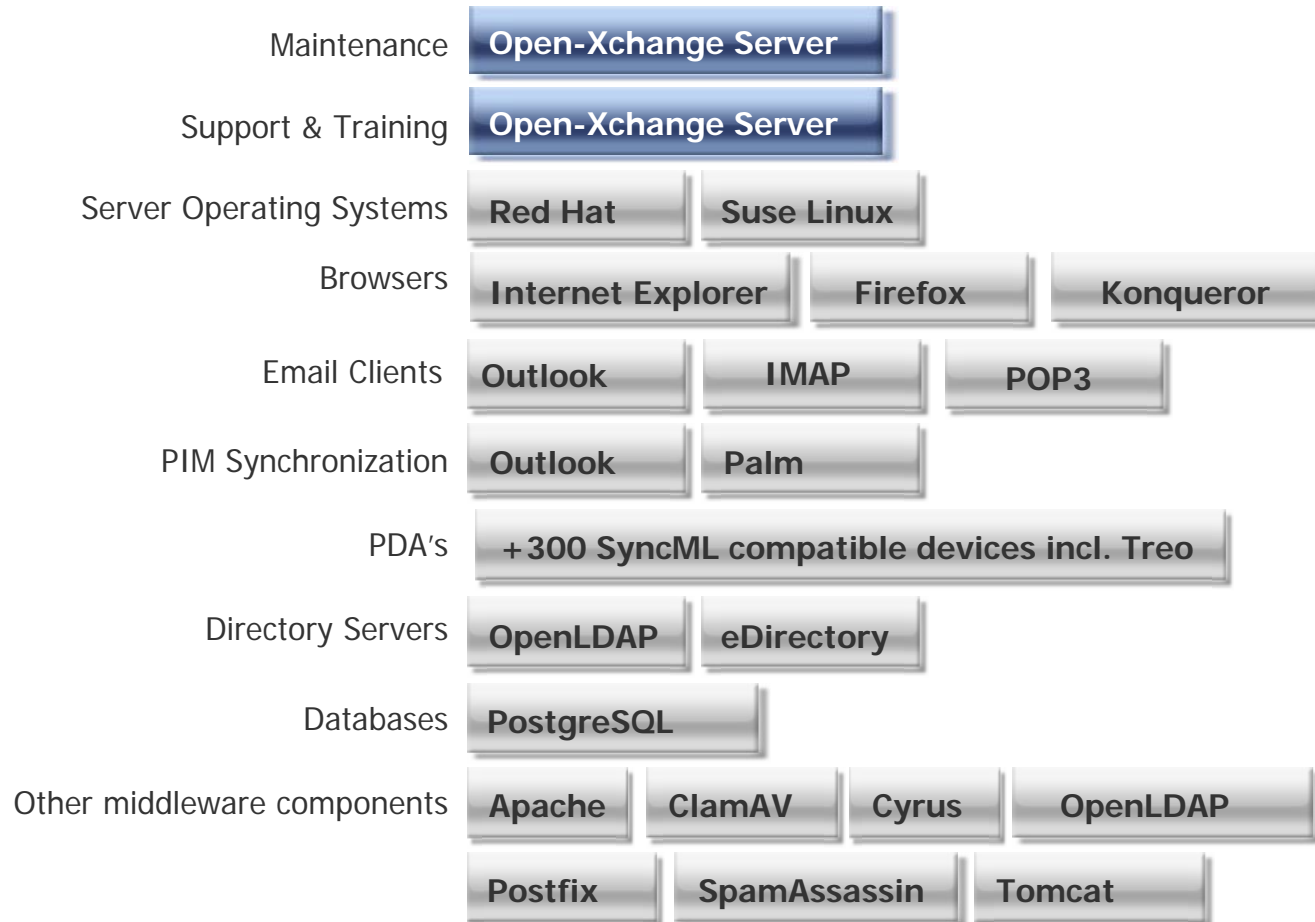 Maintenance Open-Xchange Server
Support & Training Open-Xchange Server
Server Operating Systems Red Hat Suse Linux
Browsers Internet Explorer Firefox Konqueror
Email Clients Outlook IMAP POP3
PIM Synchronization Outlook Palm
PDA's +300 SyncML compatible devices incl. Treo
Directory Servers OpenLDAP eDirectory
Databases PostgreSQL
Other middleware components Apache ClamAV Cyrus OpenLDAP
Postfix SpamAssassin Tomcat